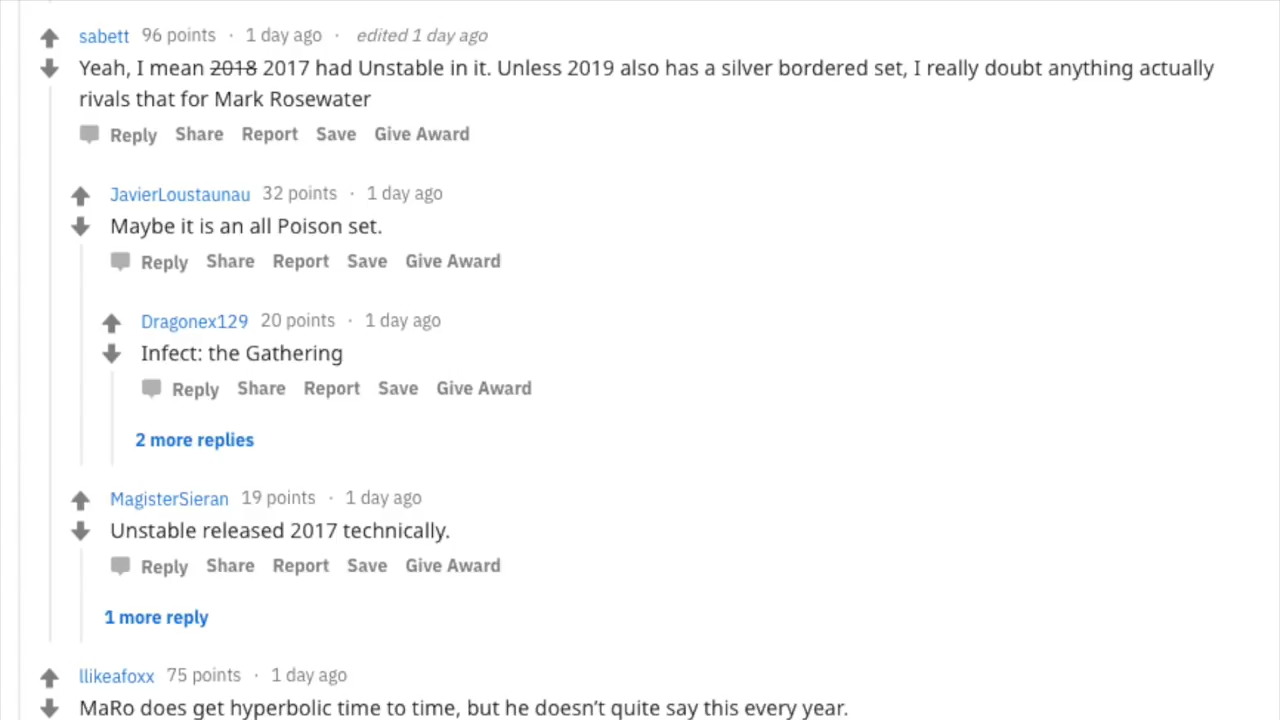 sabett 96 points · 1 day ago · edited 1 day ago
Yeah, I mean 2018 2017 had Unstable in it. Unless 2019 also has a silver bordered set, I really doubt anything actually
rivals that for Mark Rosewater
Reply Share Report Save Give Award
JavierLoustaunau 32 points · 1 day ago
Maybe it is an all Poison set.
Reply Share Report Save Give Award
Dragonex129 20 points · 1 day ago
Infect: the Gathering
Reply Share Report Save Give Award
2 more replies
MagisterSieran 19 points · 1 day ago
Unstable released 2017 technically.
Reply Share Report Save Give Award
1 more reply
llikeafoxx 75 points · 1 day ago
MaRo does get hyperbolic time to time, but he doesn’t quite say this every year.